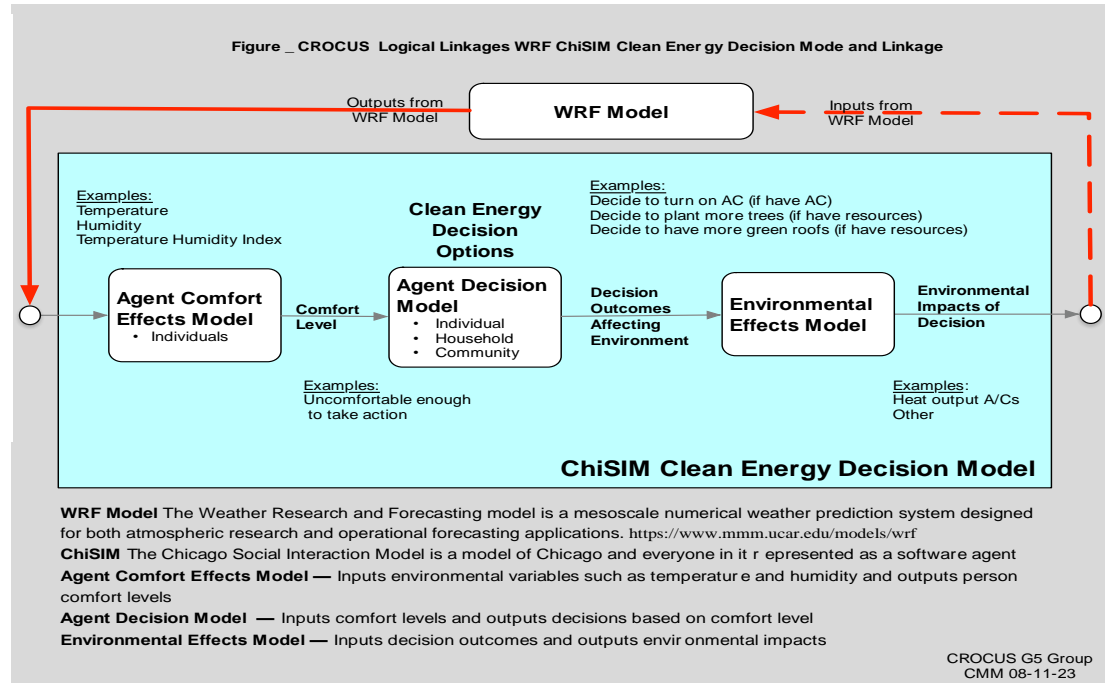 Figure _ CROCUS  Logical Linkages WRF ChiSIM Clean Ener gy Decision Mode and Linkage
Outputs from
WRF Model
WRF Model
Inputs from
WRF Model
Examples:
Temperature
Humidity
Temperature Humidity Index
Clean Energy
Decision
Options
Examples:
Decide to turn on AC (if have AC)
Decide to plant more trees (if have resources)
Decide to have more green roofs (if have resources)
Agent Comfort
Effects Model
• Individuals
Comfort
Level
Agent Decision
Model
• Individual
• Household
• Community
Decision
Outcomes
Affecting
Environment
Environmental
Effects Model
Environmental
Impacts of
Decision
Examples:
Uncomfortable enough
to take action
Examples:
Heat output A/Cs
Other
ChiSIM Clean Energy Decision Model
WRF Model The Weather Research and Forecasting model is a mesoscale numerical weather prediction system designed
for both atmospheric research and operational forecasting applications. https://www.mmm.ucar.edu/models/wrf
ChiSIM The Chicago Social Interaction Model is a model of Chicago and everyone in it r epresented as a software agent
Agent Comfort Effects Model — Inputs environmental variables such as temperatur e and humidity and outputs person
comfort levels
Agent Decision Model — Inputs comfort levels and outputs decisions based on comfort level
Environmental Effects Model — Inputs decision outcomes and outputs envir onmental impacts
CROCUS G5 Group
CMM 08-11-23